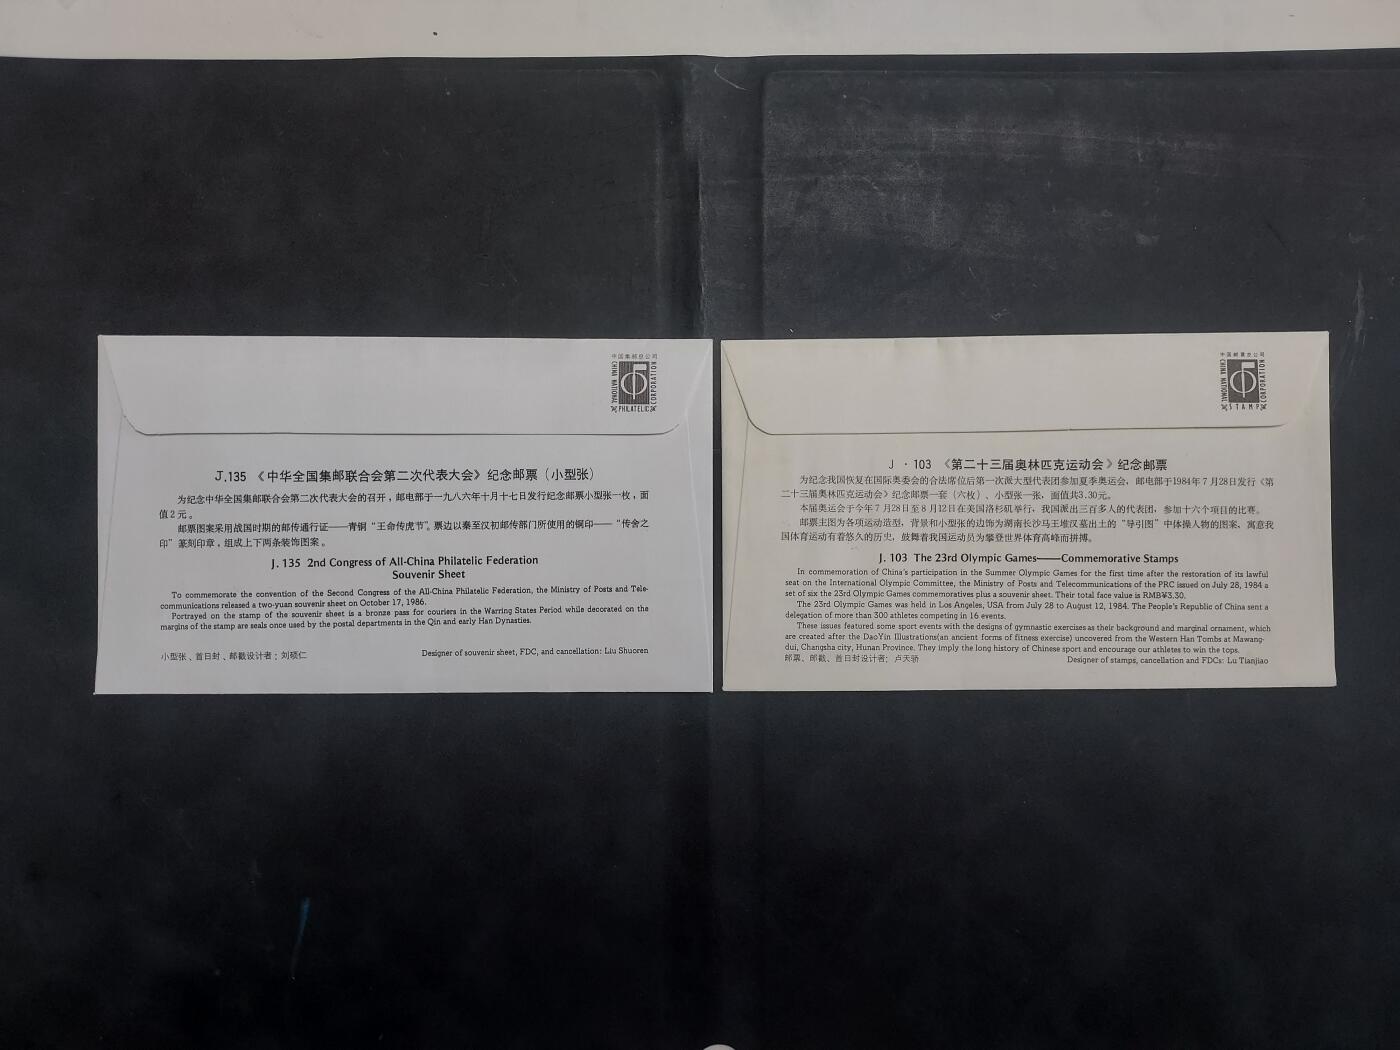 中国集邮总公司
CHINA NATIONAL
PHILATELIC
CORPORATION
J.135 《中华全国集邮联合会第二次代表大会》纪念邮票（小型张）
为纪念中华全国集邮联合会第二次代表大会的召开，邮电部于一九八六年十月十七日发行纪念邮票小型张一枚，面
值2元。
邮票图案采用战国时期的邮传通行证——青铜“王命传虎节”。票边以秦至汉初邮传部门所使用的铜印——“传舍之
印”篆刻印章，组成上下两条装饰图案。
J. 135 2nd Congress of All-China Philatelic Federation
Souvenir Sheet
To commemorate the convention of the Second Congress of the All-China Philatelic Federation, the Ministry of Posts and Tele-
communications released a two-yuan souvenir sheet on October 17, 1986.
Portrayed on the stamp of the souvenir sheet is a bronze pass for couriers in the Warring States Period while decorated on the
margins of the stamp are seals once used by the postal departments in the Qin and early Han Dynasties.
小型张、首日封、邮戳设计者：刘硕仁
Designer of souvenir sheet, FDC, and cancellation: Liu Shuoren
中国邮票总公司
CHINA NATIONAL
STAMP
CORPORATION
J · 103 《第二十三届奥林匹克运动会》纪念邮票
为纪念我国恢复在国际奥委会的合法席位后第一次派大型代表团参加夏季奥运会，邮电部于1984年7月28日发行《第
二十三届奥林匹克运动会》纪念邮票一套（六枚）、小型张一张，面值共3.30元。
本届奥运会于今年7月28日至8月12日在美国洛杉矶举行，我国派出三百多人的代表团，参加十六个项目的比赛。
邮票主图为各项运动造型，背景和小型张的边饰为湖南长沙马王堆汉墓出土的“导引图”中体操人物的图案，寓意我
国体育运动有着悠久的历史，鼓舞着我国运动员为攀登世界体育高峰而拼搏。
J. 103 The 23rd Olympic Games——Commemorative Stamps
In commemoration of China's participation in the Summer Olympic Games for the first time after the restoration of its lawful
seat on the International Olympic Committee, the Ministry of Posts and Telecommunications of the PRC issued on July 28, 1984 a
set of six the 23rd Olympic Games commemoratives plus a souvenir sheet. Their total face value is RMB¥3.30.
The 23rd Olympic Games was held in Los Angeles, USA from July 28 to August 12, 1984. The People's Republic of China sent a
delegation of more than 300 athletes competing in 16 events.
These issues featured some sport events with the designs of gymnastic exercises as their background and marginal ornament, which
are created after the DaoYin Illustrations(an ancient forms of fitness exercise) uncovered from the Western Han Tombs at Mawang-
dui, Changsha city, Hunan Province. They imply the long history of Chinese sport and encourage our athletes to win the tops.
邮票、邮戳、首日封设计者：卢天骄
Designer of stamps, cancellation and FDCs: Lu Tianjiao